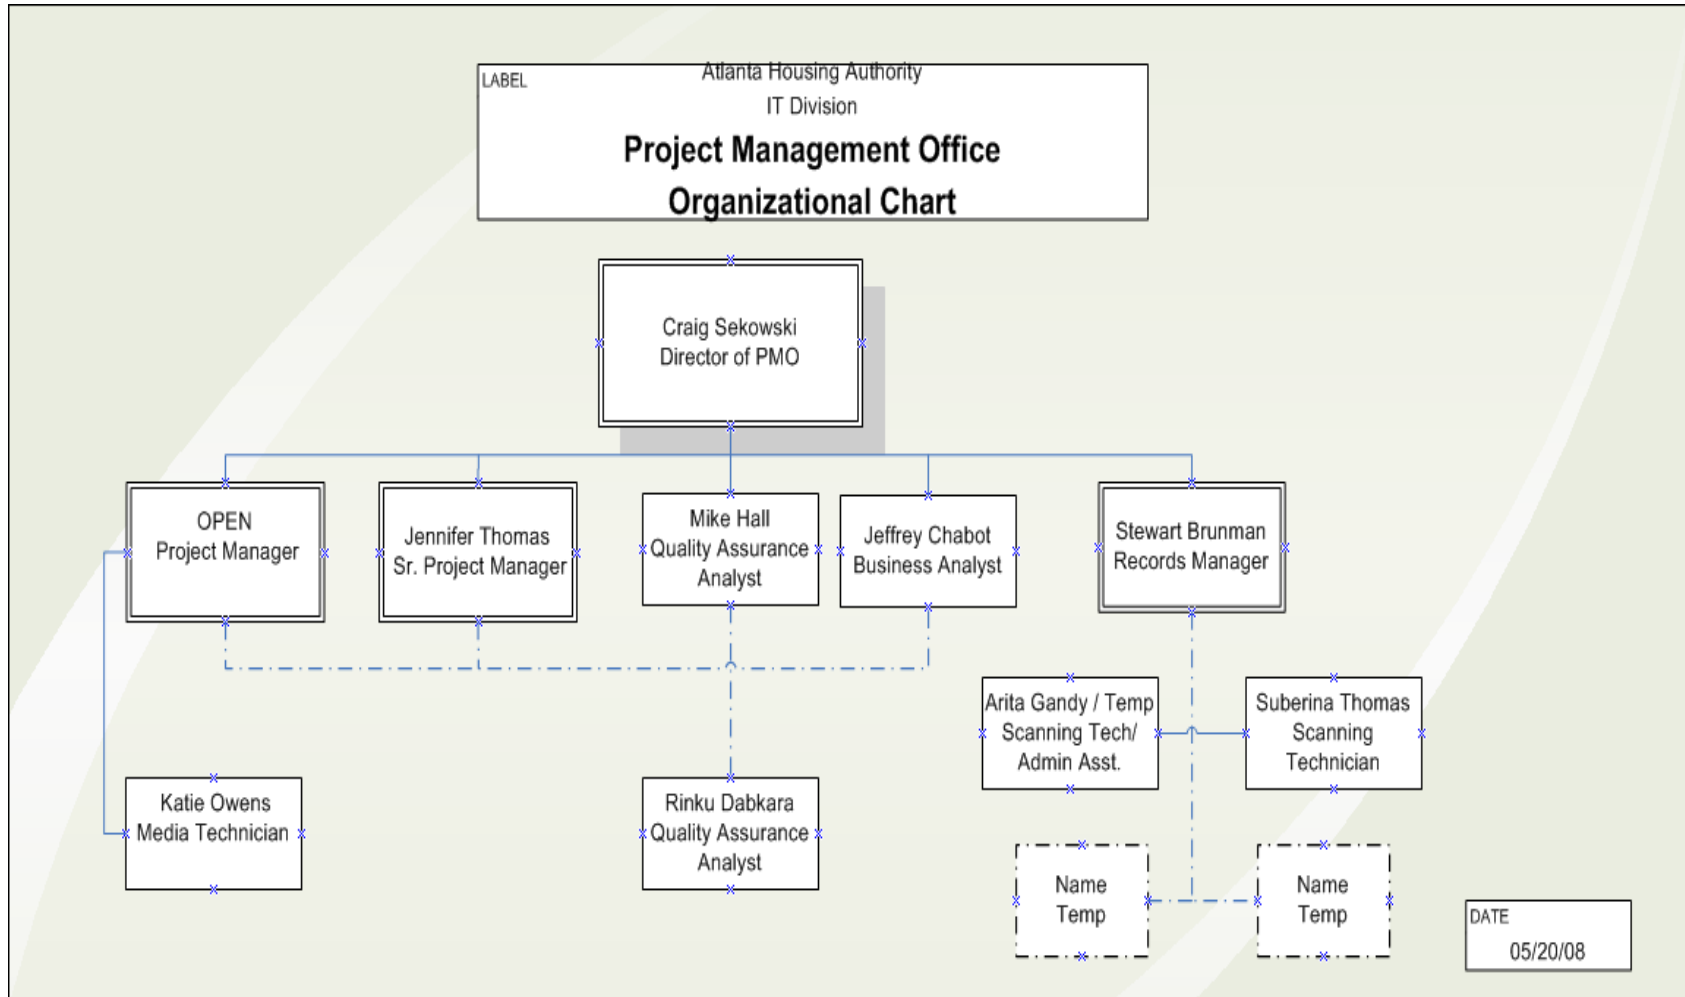 LABEL
Atlanta Housing Authority
IT Division
Project Management Office
Organizational Chart
Craig Sekowski
Director of PMO
OPEN
Project Manager
Jennifer Thomas
Sr. Project Manager
Mike Hall
Quality Assurance
Analyst
Jeffrey Chabot
Business Analyst
Stewart Brunman
Records Manager
Arita Gandy / Temp
Scanning Tech/
Admin Asst.
Suberina Thomas
Scanning
Technician
Katie Owens
Media Technician
Rinku Dabkara
Quality Assurance
Analyst
Name
Temp
Name
Temp
DATE
05/20/08